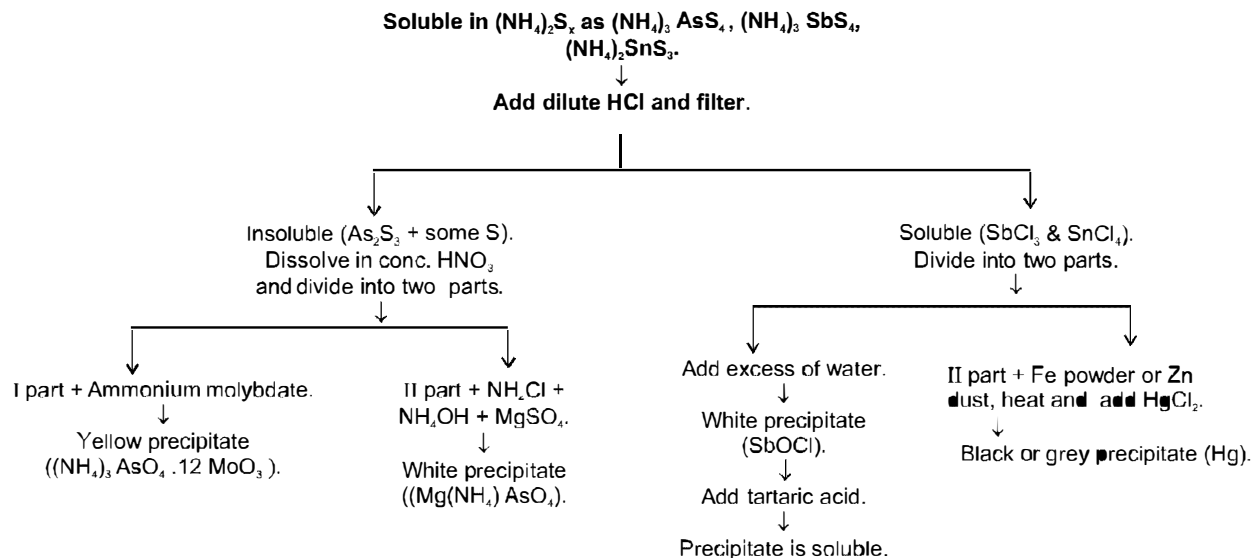 Soluble in (NH₄)₂Sₓ as (NH₄)₃ AsS₄, (NH₄)₃ SbS₄,
(NH₄)₂SnS₃.
↓
Add dilute HCl and filter.
Insoluble (As₂S₃ + some S).
Dissolve in conc. HNO₃
and divide into two parts.
Soluble (SbCl₃ & SnCl₄).
Divide into two parts.
I part + Ammonium molybdate.
↓
Yellow precipitate
((NH₄)₃ AsO₄ .12 MoO₃ ).
II part + NH₄Cl +
NH₄OH + MgSO₄.
↓
White precipitate
((Mg(NH₄) AsO₄).
Add excess of water.
↓
White precipitate
(SbOCl).
↓
Add tartaric acid.
↓
Precipitate is soluble.
II part + Fe powder or Zn
dust, heat and add HgCl₂.
↓
Black or grey precipitate (Hg).